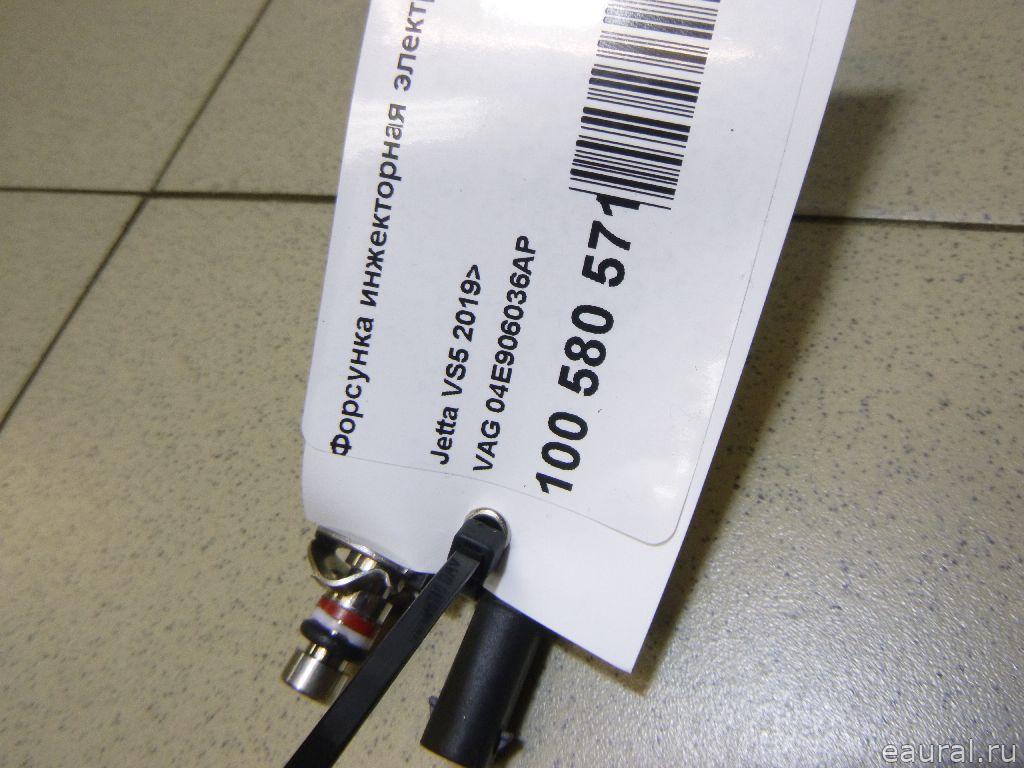 Форсунка инжекторная электр
Jetta VS5 2019>
VAG 04E906036AP
100 580 571
eaural.ru